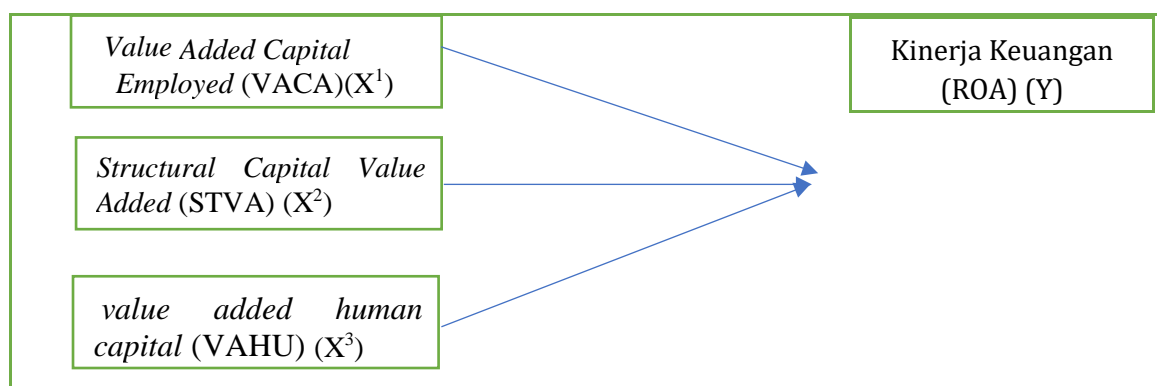 Value Added Capital
Employed (VACA)(X¹)
Kinerja Keuangan
(ROA) (Y)
Structural Capital Value
Added (STVA) (X²)
value added human
capital (VAHU) (X³)